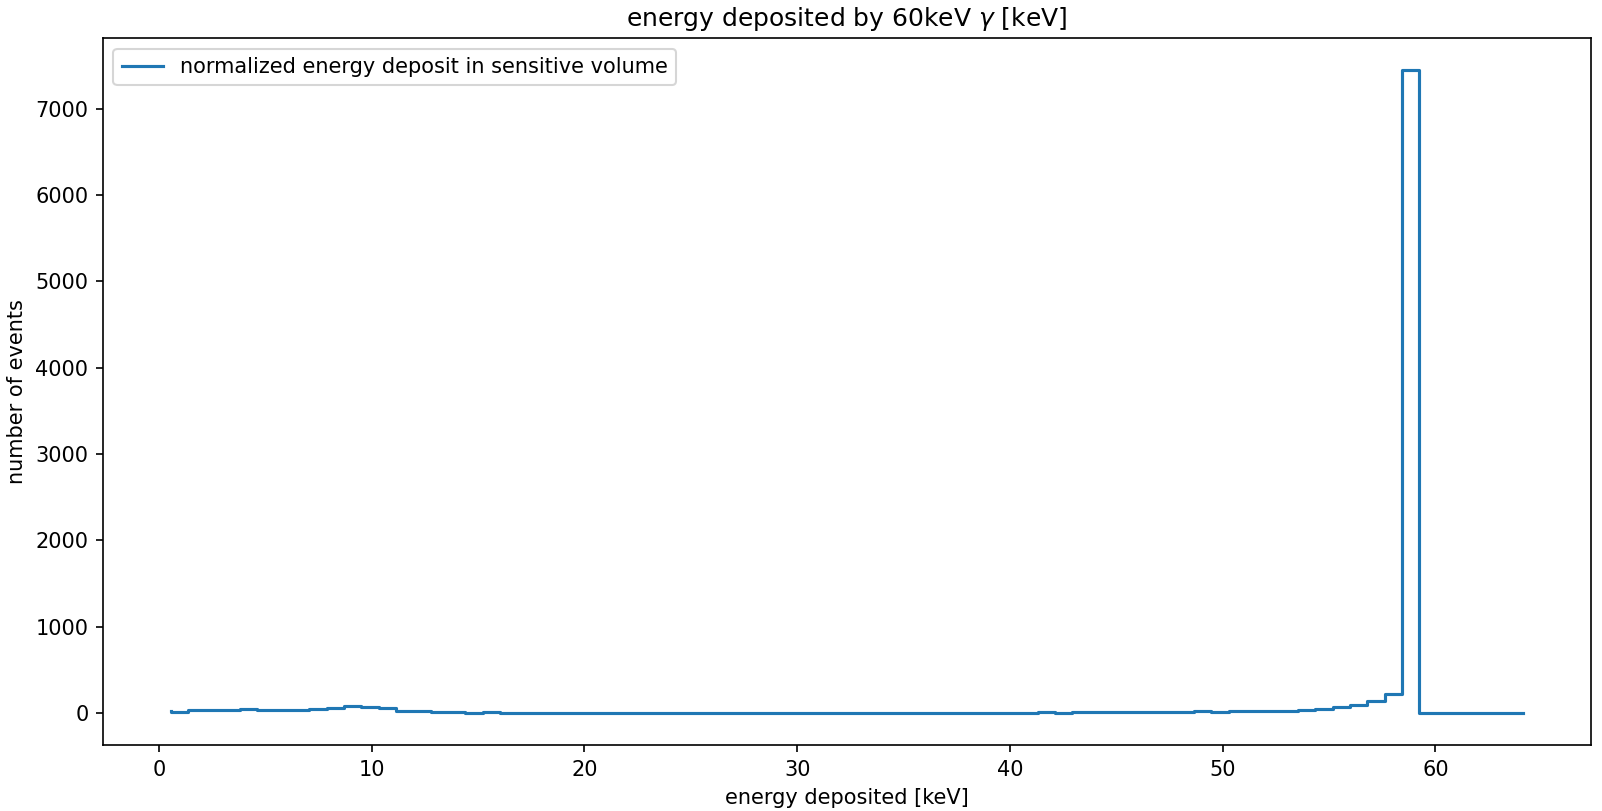 energy deposited by 60keV γ [keV]
normalized energy deposit in sensitive volume
number of events
7000
6000
5000
4000
3000
2000
1000
0
0 10 20 30 40 50 60
energy deposited [keV]